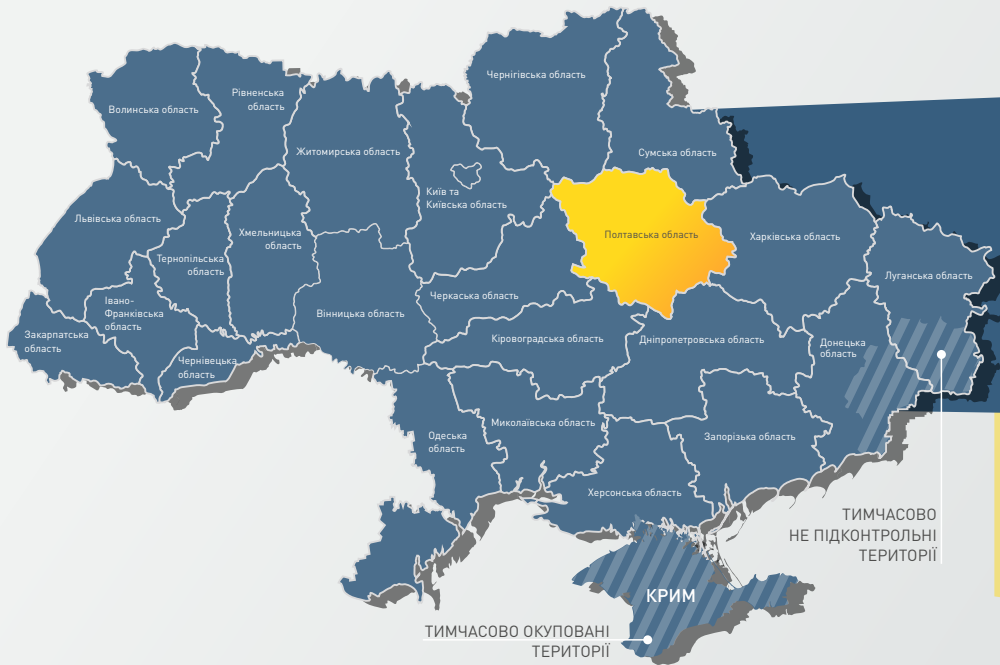 Чернігівська область
Волинська область
Рівненська
область
Житомирська область
Сумська область
Київ та
Київська область
Львівська область
Хмельницька
область
Тернопільська
область
Полтавська область
Харківська область
Луганська область
Івано-
Франківська
область
Черкаська область
Вінницька область
Закарпатська
область
Чернівецька
область
Кіровоградська область
Дніпропетровська область
Донецька
область
Одеська
область
Миколаївська область
Запорізька область
Херсонська область
ТИМЧАСОВО
НЕ ПІДКОНТРОЛЬНІ
ТЕРИТОРІЇ
КРИМ
ТИМЧАСОВО ОКУПОВАНІ
ТЕРИТОРІЇ